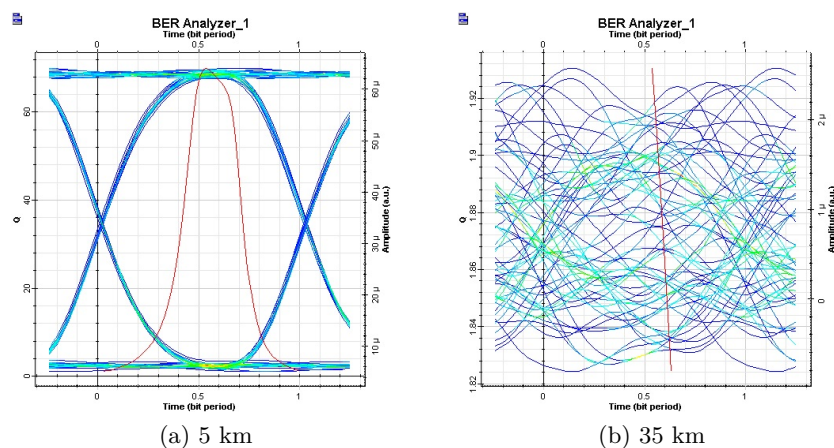 BER Analyzer_1
Time (bit period)
0 0.5 1
60
40
20
0
Q
60 µ
50 µ
40 µ
30 µ
20 µ
10 µ
Amplitude (a.u.)
0 0.5 1
Time (bit period)
(a) 5 km
BER Analyzer_1
Time (bit period)
0 0.5 1
1.92
1.9
1.88
1.86
1.84
1.82
Q
2 µ
1 µ
0
Amplitude (a.u.)
0 0.5 1
Time (bit period)
(b) 35 km